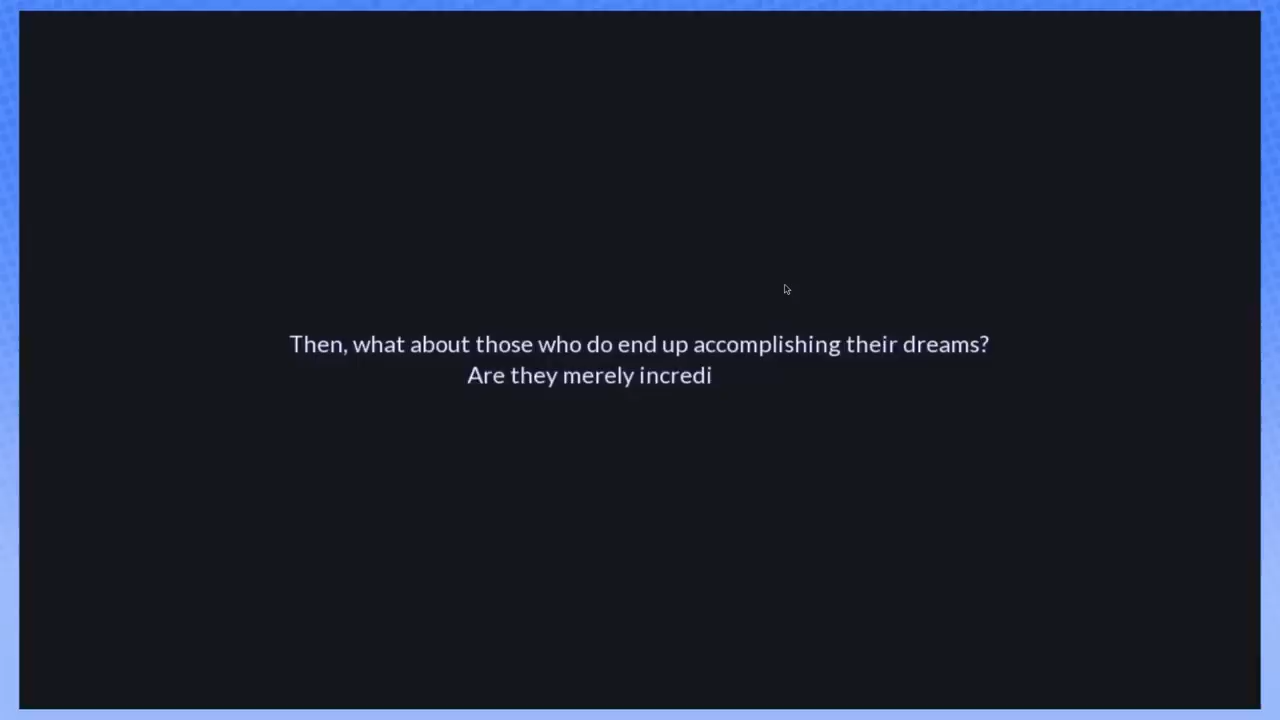 Then, what about those who do end up accomplishing their dreams?
Are they merely incredi